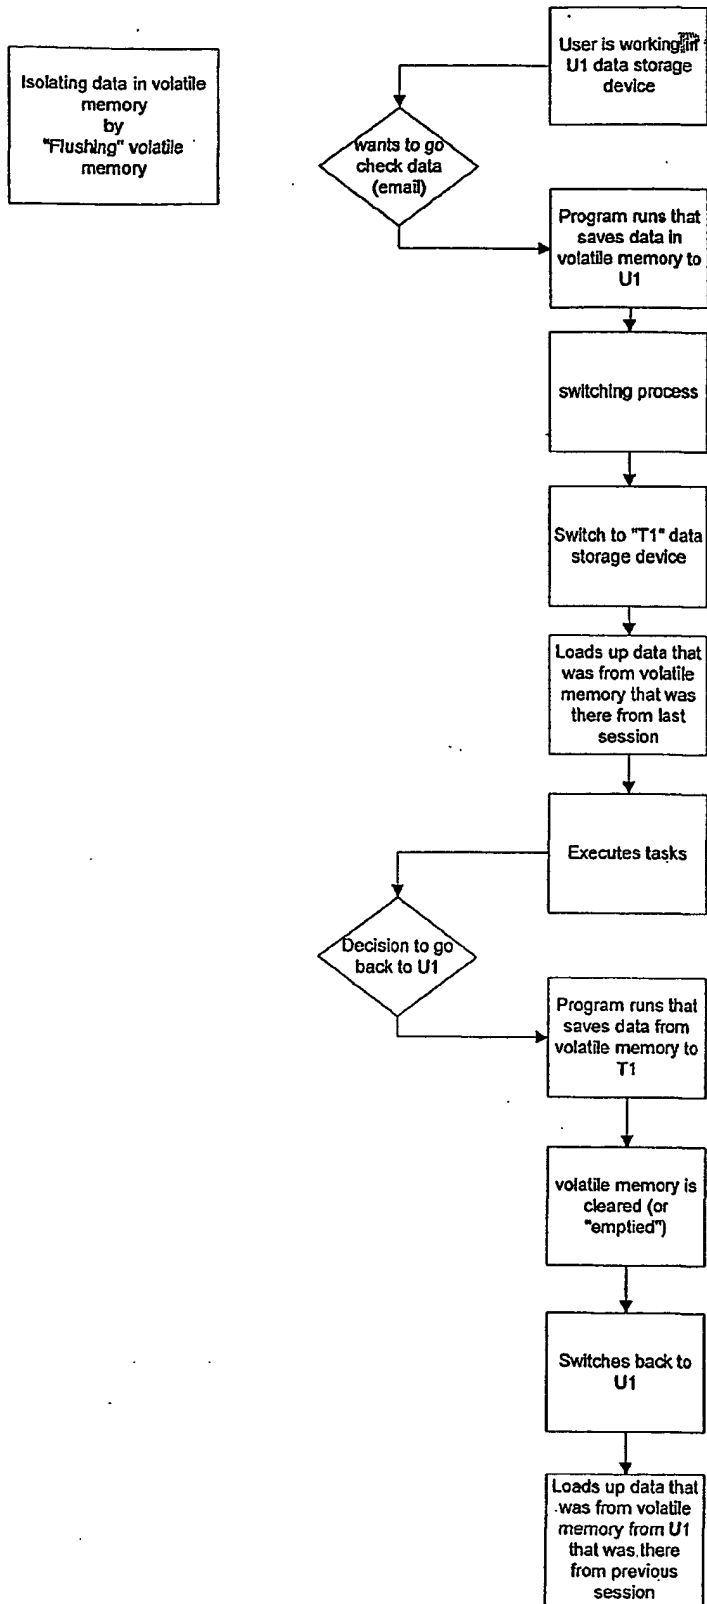 Isolating data in volatile
memory
by
"Flushing" volatile
memory
User is working in
U1 data storage
device
wants to go
check data
(email)
Program runs that
saves data in
volatile memory to
U1
switching process
Switch to "T1" data
storage device
Loads up data that
was from volatile
memory that was
there from last
session
Executes tasks
Decision to go
back to U1
Program runs that
saves data from
volatile memory to
T1
volatile memory is
cleared (or
"emptied")
Switches back to
U1
Loads up data that
was from volatile
memory from U1
that was there
from previous
session